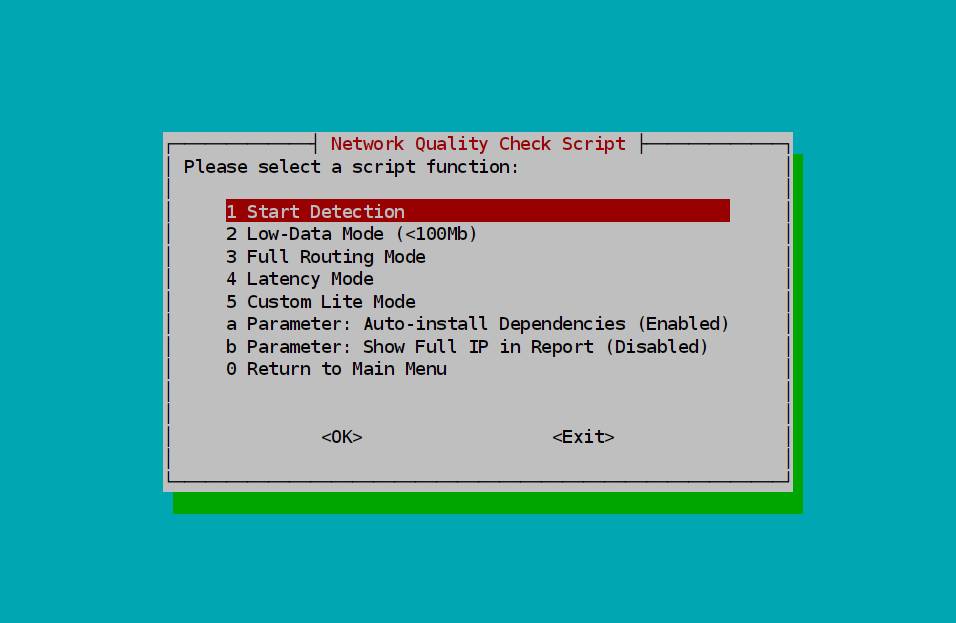 Network Quality Check Script
Please select a script function:
1 Start Detection
2 Low-Data Mode (<100Mb)
3 Full Routing Mode
4 Latency Mode
5 Custom Lite Mode
a Parameter: Auto-install Dependencies (Enabled)
b Parameter: Show Full IP in Report (Disabled)
0 Return to Main Menu
<OK> <Exit>